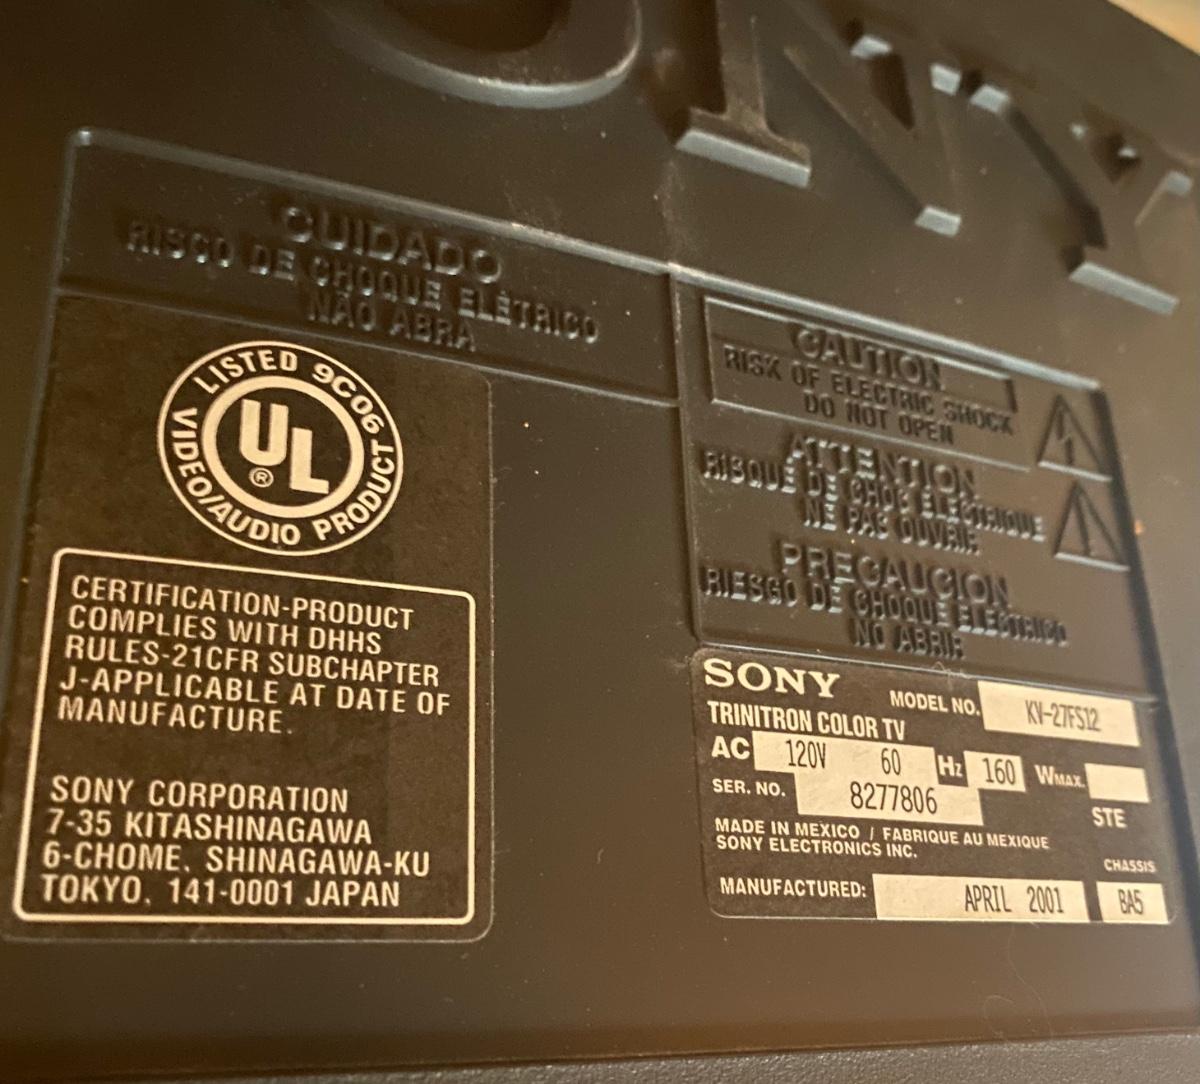 SONY
CUIDADO
RISCO DE CHOQUE ELÉTRICO
NÃO ABRA
LISTED 9C06
UL
®
VIDEO/AUDIO PRODUCT
CERTIFICATION-PRODUCT
COMPLIES WITH DHHS
RULES-21CFR SUBCHAPTER
J-APPLICABLE AT DATE OF
MANUFACTURE.
SONY CORPORATION
7-35 KITASHINAGAWA
6-CHOME. SHINAGAWA-KU
TOKYO, 141-0001 JAPAN
CAUTION
RISK OF ELECTRIC SHOCK
DO NOT OPEN
ATTENTION
RISQUE DE CHOC ELECTRIQUE
NE PAS OUVRIR
PRECAUCION
RIESGO DE CHOQUE ELECTRICO
NO ABRIR
SONY
MODEL NO. KV-27FS12
TRINITRON COLOR TV
AC 120V 60 Hz 160 WMAX.
SER. NO. 8277806
STE
MADE IN MEXICO / FABRIQUE AU MEXIQUE
SONY ELECTRONICS INC.
CHASSIS
MANUFACTURED: APRIL 2001 BA5